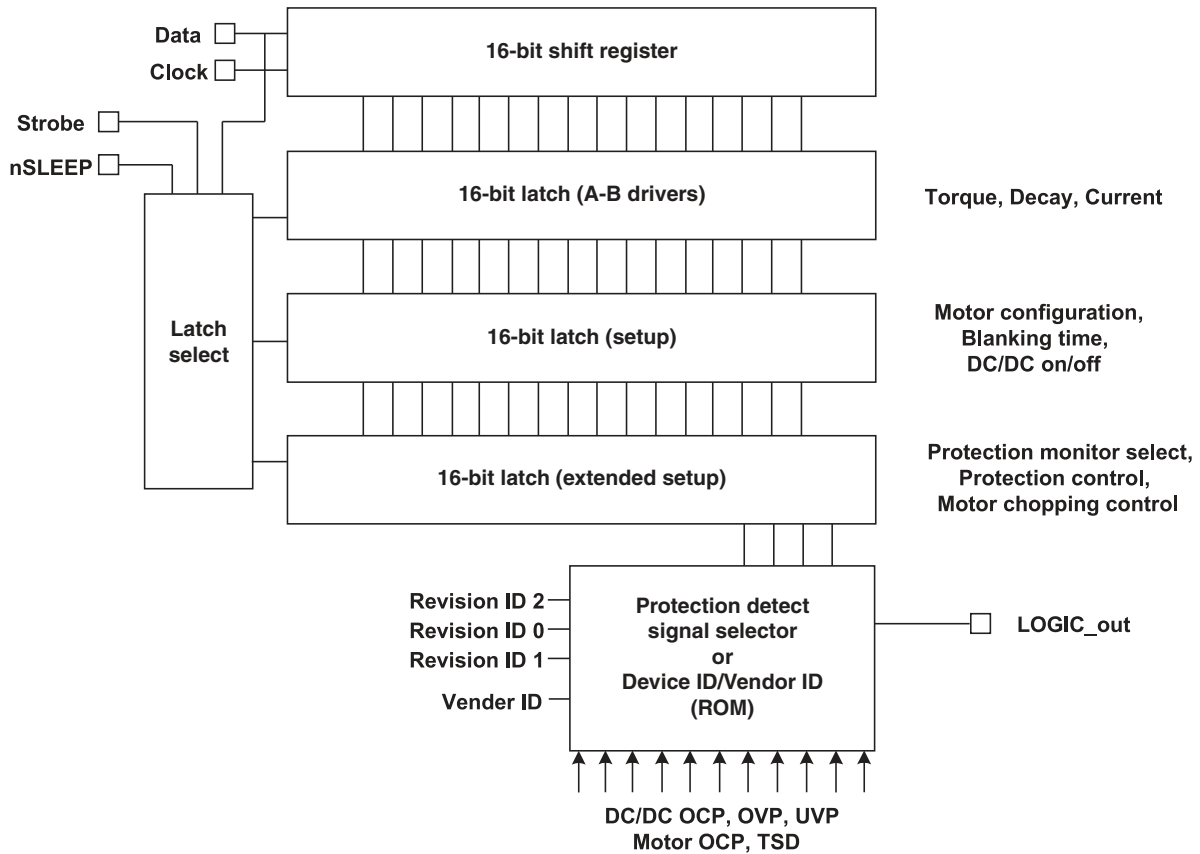 Data
Clock
16-bit shift register
Strobe
nSLEEP
16-bit latch (A-B drivers)
Torque, Decay, Current
Latch
select
16-bit latch (setup)
Motor configuration,
Blanking time,
DC/DC on/off
16-bit latch (extended setup)
Protection monitor select,
Protection control,
Motor chopping control
Revision ID 2
Revision ID 0
Revision ID 1
Vender ID
Protection detect
signal selector
or
Device ID/Vendor ID
(ROM)
LOGIC_out
DC/DC OCP, OVP, UVP
Motor OCP, TSD